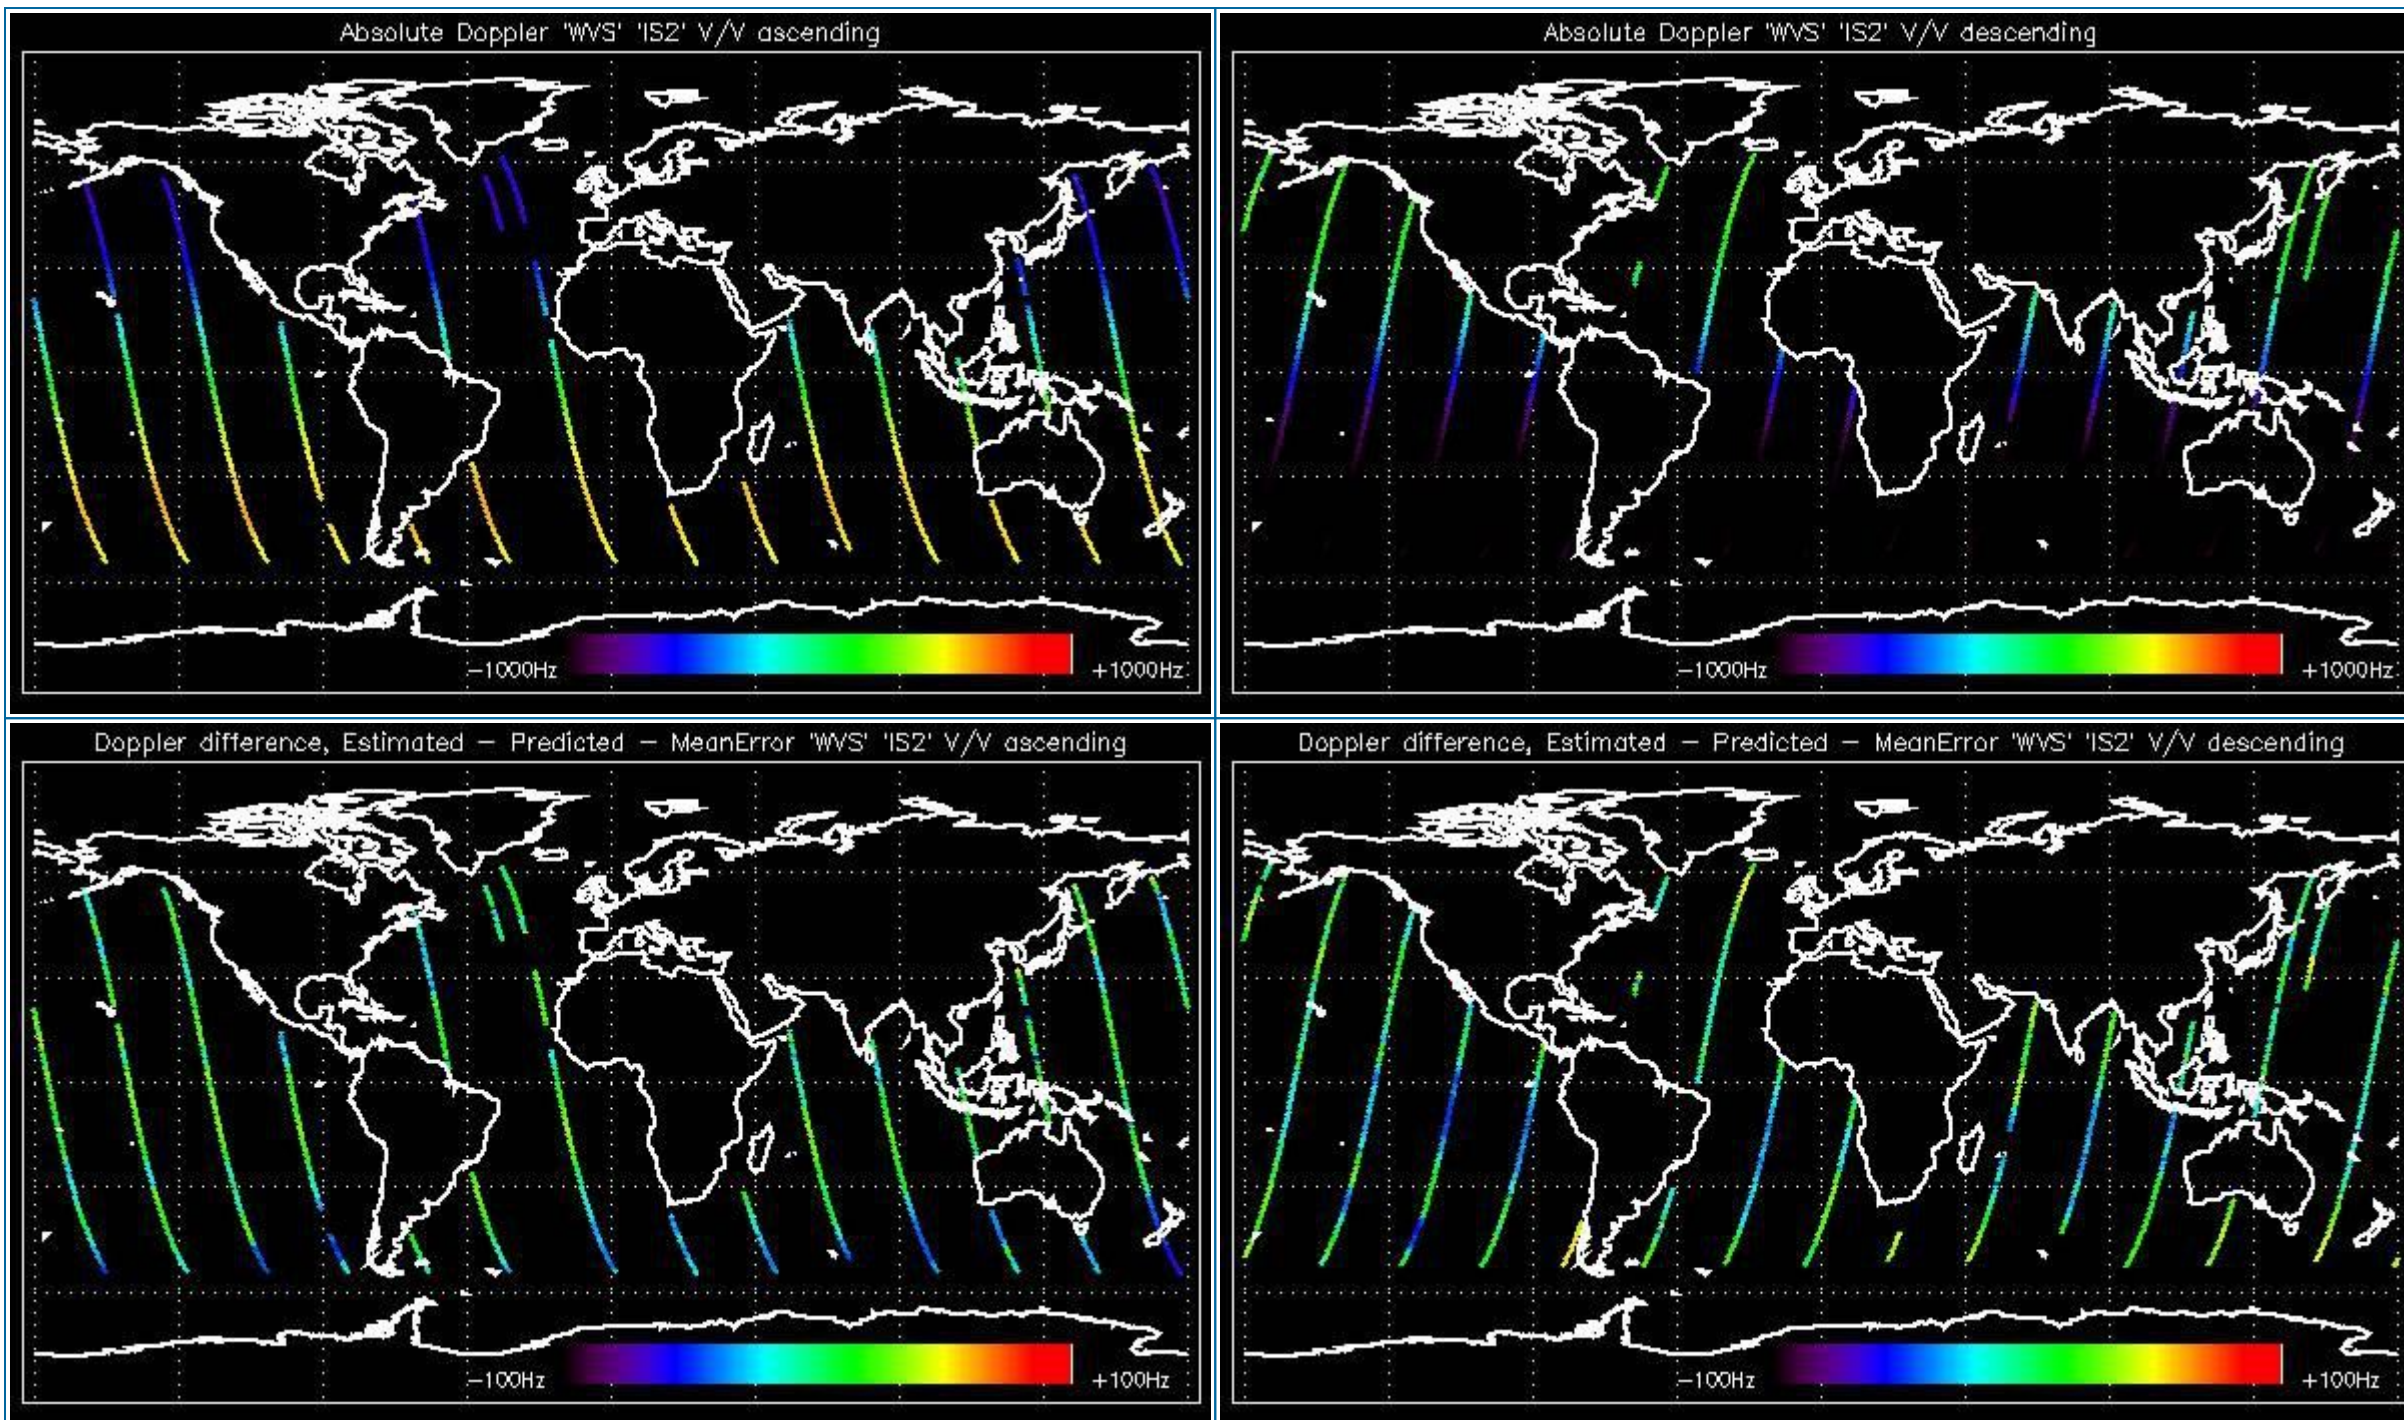 Absolute Doppler 'WVS' 'IS2' V/V ascending
-1000Hz
+1000Hz
Absolute Doppler 'WVS' 'IS2' V/V descending
-1000Hz
+1000Hz
Doppler difference, Estimated - Predicted - MeanError 'WVS' 'IS2' V/V ascending
-100Hz
+100Hz
Doppler difference, Estimated - Predicted - MeanError 'WVS' 'IS2' V/V descending
-100Hz
+100Hz